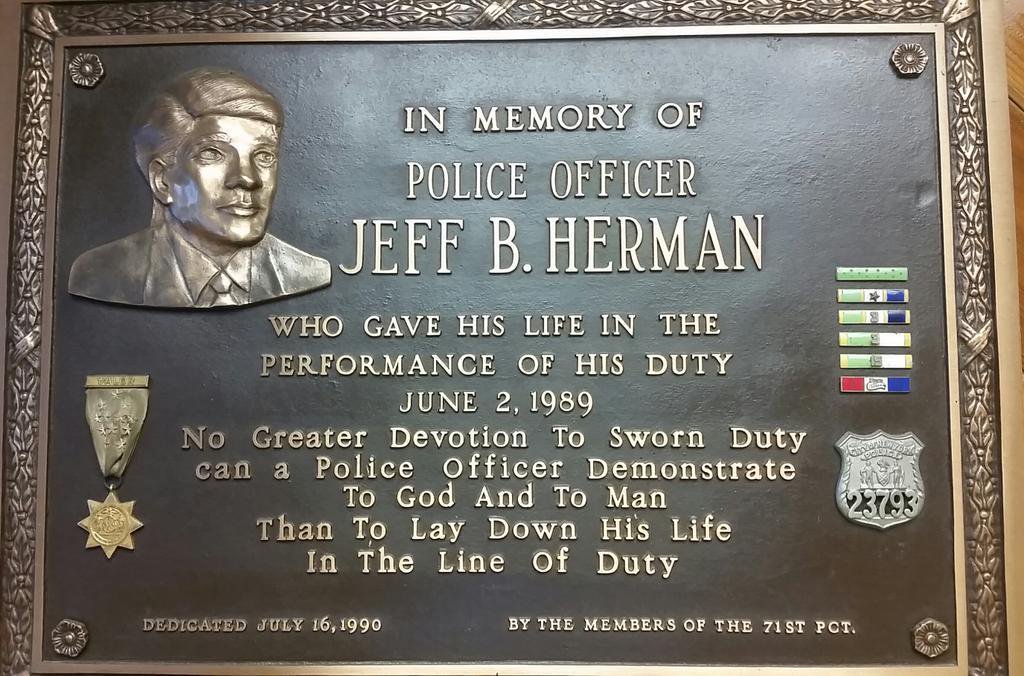 IN MEMORY OF
POLICE OFFICER
JEFF B. HERMAN
WHO GAVE HIS LIFE IN THE
PERFORMANCE OF HIS DUTY
JUNE 2, 1989
No Greater Devotion To Sworn Duty
can a Police Officer Demonstrate
To God And To Man
Than To Lay Down His Life
In The Line Of Duty
VALOR
23793
DEDICATED JULY 16, 1990
BY THE MEMBERS OF THE 71ST PCT.